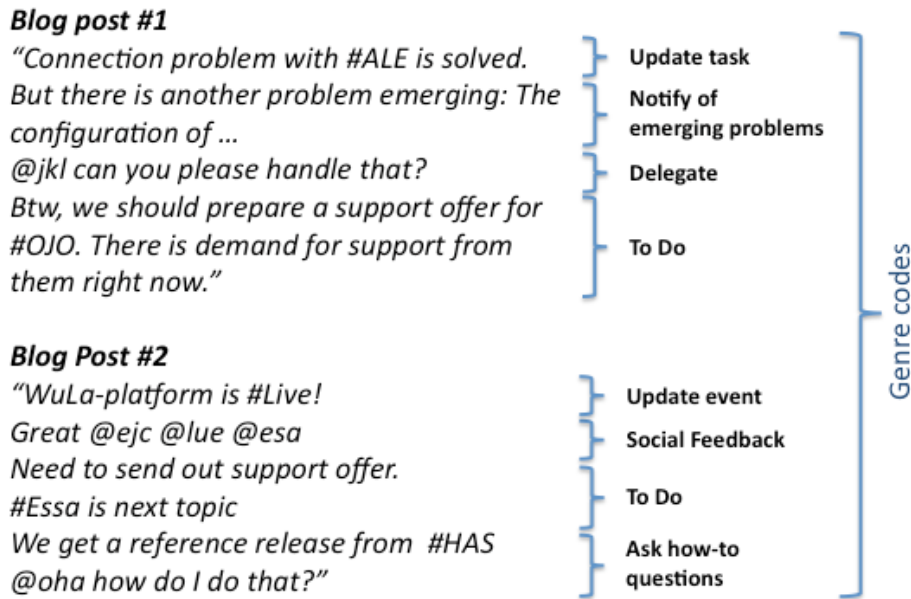 Blog post #1
“Connection problem with #ALE is solved.
But there is another problem emerging: The
configuration of …
@jkl can you please handle that?
Btw, we should prepare a support offer for
#OJO. There is demand for support from
them right now.”
Update task
Notify of
emerging problems
Delegate
To Do
Blog Post #2
“WuLa-platform is #Live!
Great @ejc @lue @esa
Need to send out support offer.
#Essa is next topic
We get a reference release from #HAS
@oha how do I do that?”
Update event
Social Feedback
To Do
Ask how-to
questions
Genre codes